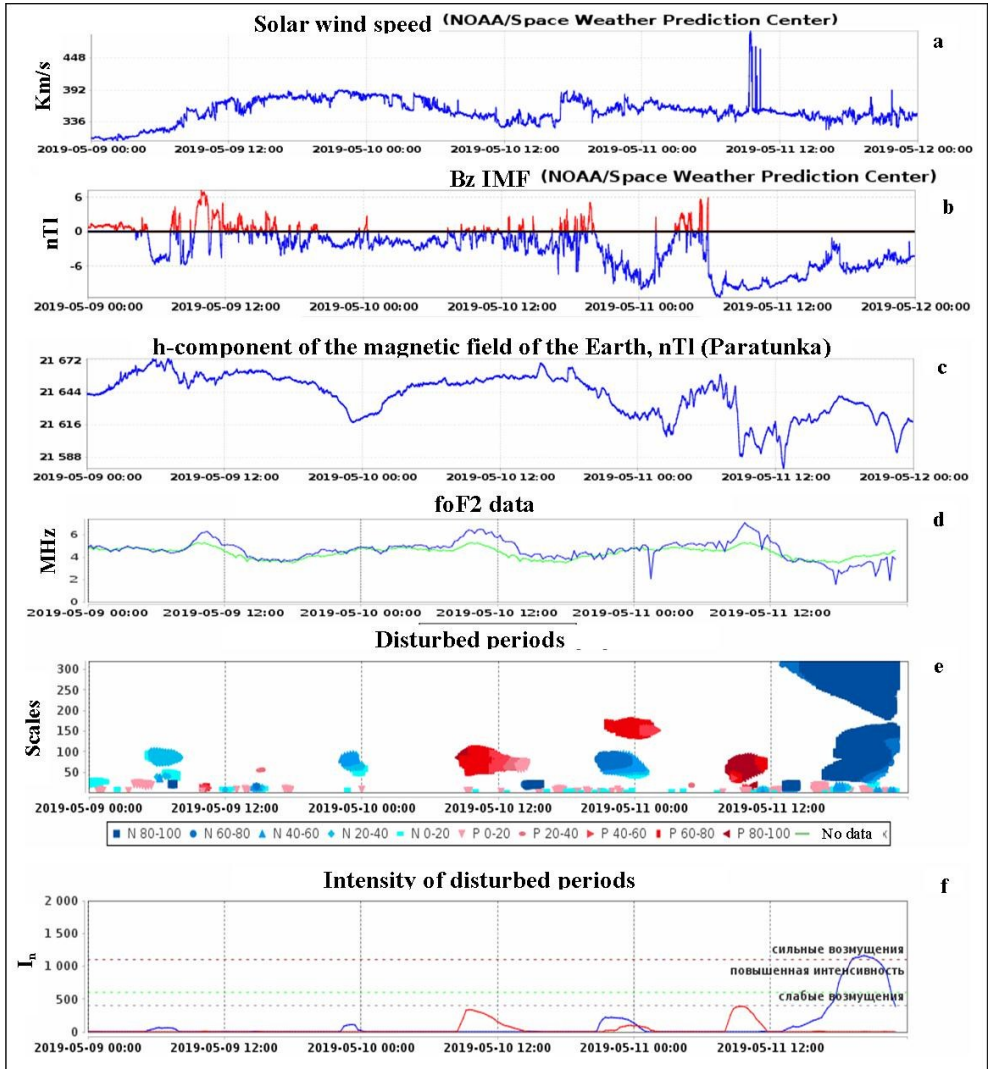 Solar wind speed (NOAA/Space Weather Prediction Center) a
Km/s
448
392
336
2019-05-09 00:00 2019-05-09 12:00 2019-05-10 00:00 2019-05-10 12:00 2019-05-11 00:00 2019-05-11 12:00 2019-05-12 00:00
Bz IMF (NOAA/Space Weather Prediction Center)
b
nTl
6
0
-6
2019-05-09 00:00 2019-05-09 12:00 2019-05-10 00:00 2019-05-10 12:00 2019-05-11 00:00 2019-05-11 12:00 2019-05-12 00:00
h-component of the magnetic field of the Earth, nTl (Paratunka)
c
21 672
21 644
21 616
21 588
2019-05-09 00:00 2019-05-09 12:00 2019-05-10 00:00 2019-05-10 12:00 2019-05-11 00:00 2019-05-11 12:00 2019-05-12 00:00
foF2 data
d
MHz
6
4
2
0
2019-05-09 00:00 2019-05-09 12:00 2019-05-10 00:00 2019-05-10 12:00 2019-05-11 00:00 2019-05-11 12:00
Disturbed periods
e
Scales
300
250
200
150
100
50
2019-05-09 00:00 2019-05-09 12:00 2019-05-10 00:00 2019-05-10 12:00 2019-05-11 00:00 2019-05-11 12:00
N 80-100 N 60-80 N 40-60 N 20-40 N 0-20 P 0-20 P 20-40 P 40-60 P 60-80 P 80-100 No data
Intensity of disturbed periods
f
In
2 000
1 500
1 000
500
0
сильные возмущения
повышенная интенсивность
слабые возмущения
2019-05-09 00:00 2019-05-09 12:00 2019-05-10 00:00 2019-05-10 12:00 2019-05-11 00:00 2019-05-11 12:00